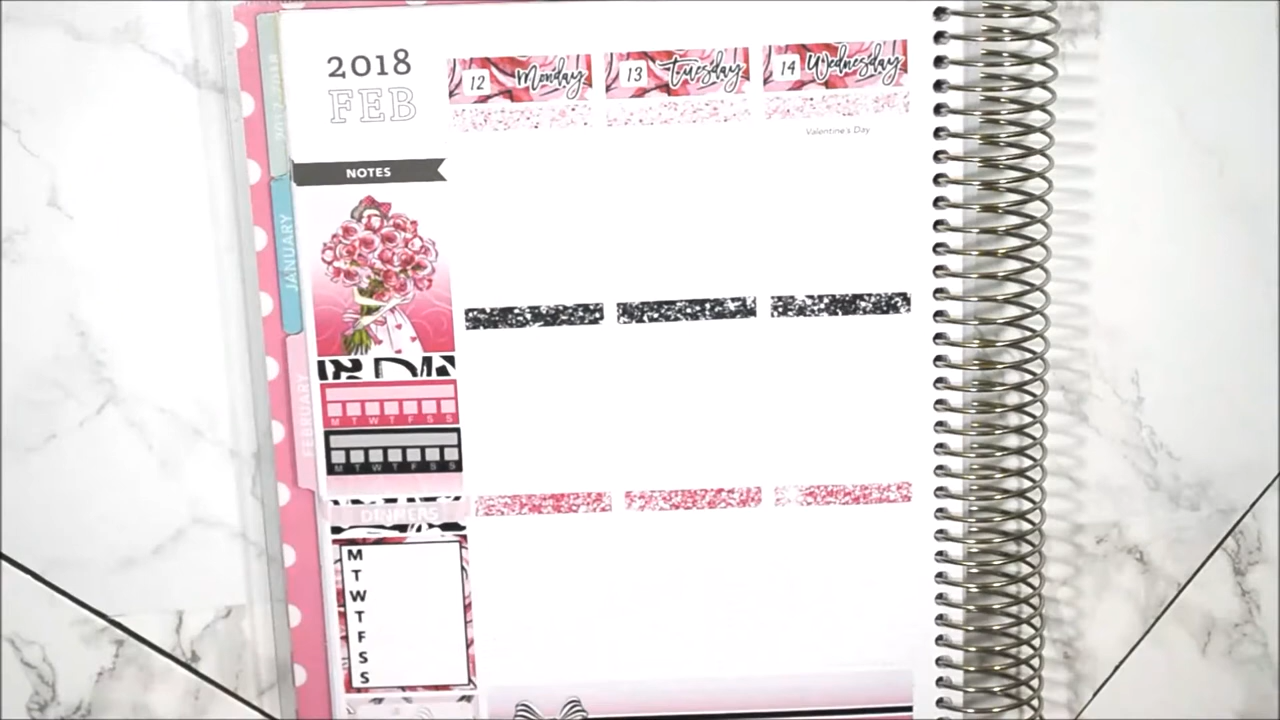 2018
FEB
12 Monday
13 Tuesday
14 Wednesday
Valentine's Day
NOTES
JANUARY
FEBRUARY
M T W T F S S
M T W T F S S
DINNERS
M
T
W
T
F
S
S